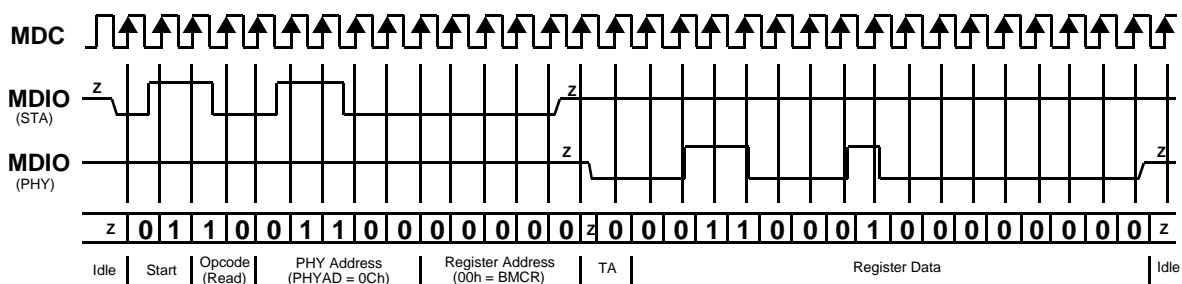 MDC
z z
MDIO
(STA)
z z
MDIO
(PHY)
z 0 1 1 0 0 1 1 0 0 0 0 0 0 0 z 0 0 0 1 1 0 0 0 1 0 0 0 0 0 0 0 0 z
Idle Start Opcode (Read) PHY Address (PHYAD = 0Ch) Register Address (00h = BMCR) TA Register Data Idle